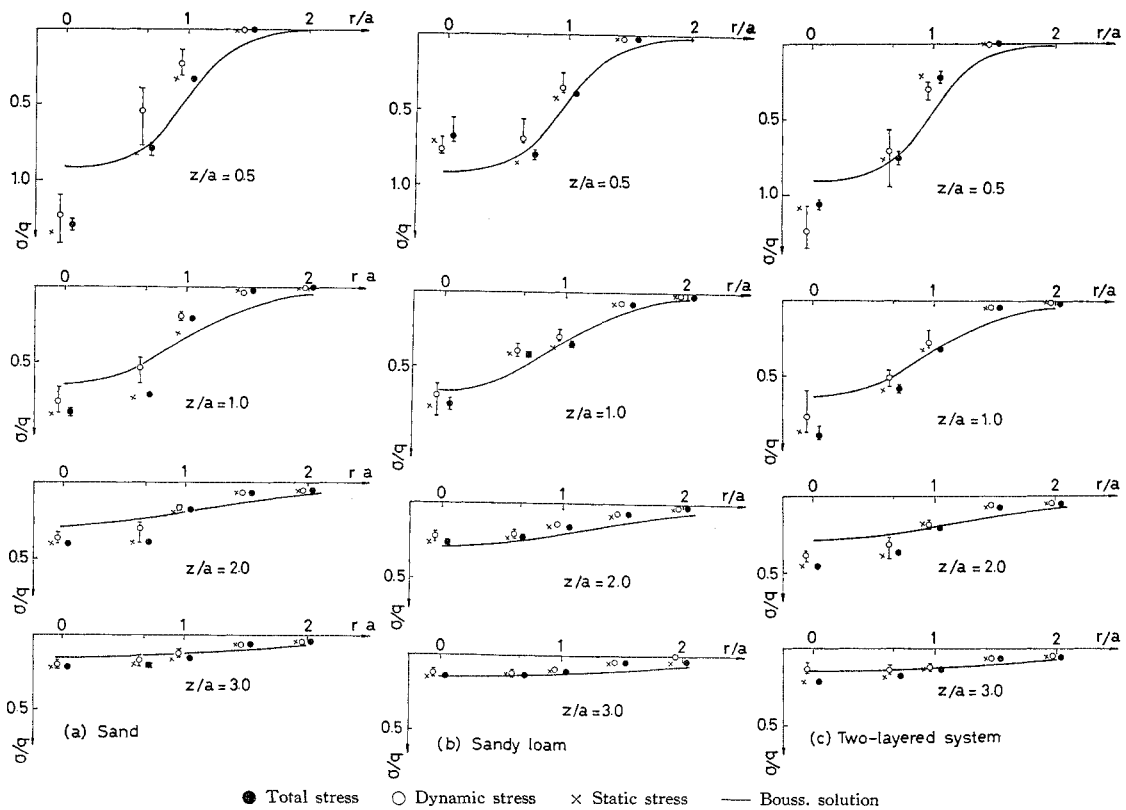 0 1 2 r/a
0.5
1.0
σ/q
z/a = 0.5
0 1 2 r a
0.5
σ/q
z/a = 1.0
0 1 2 r a
0.5
σ/q
z/a = 2.0
0 1 2 r/a
0.5
σ/q
z/a = 3.0
(a) Sand
0 1 2 r/a
0.5
1.0
σ/q
z/a = 0.5
0 1 2 r/a
0.5
σ/q
z/a = 1.0
0 1 2 r/a
0.5
σ/q
z/a = 2.0
0 1 2 r/a
0.5
σ/q
z/a = 3.0
(b) Sandy loam
0 1 2 r/a
0.5
1.0
σ/q
z/a = 0.5
0 1 2 r/a
0.5
σ/q
z/a = 1.0
0 1 2 r/a
0.5
σ/q
z/a = 2.0
0 1 2 r/a
0.5
σ/q
z/a = 3.0
(c) Two-layered system
● Total stress ○ Dynamic stress × Static stress — Bouss. solution